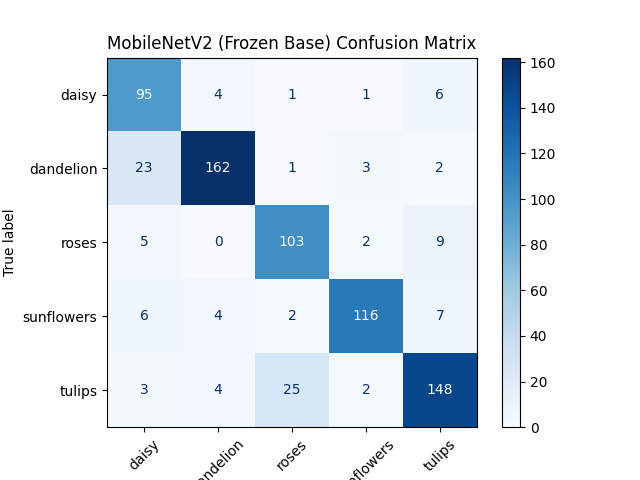 MobileNetV2 (Frozen Base) Confusion Matrix
True label
daisy 95 4 1 1 6
dandelion 23 162 1 3 2
roses 5 0 103 2 9
sunflowers 6 4 2 116 7
tulips 3 4 25 2 148
daisy
ndelion
roses
flowers
tulips
160
140
120
100
80
60
40
20
0